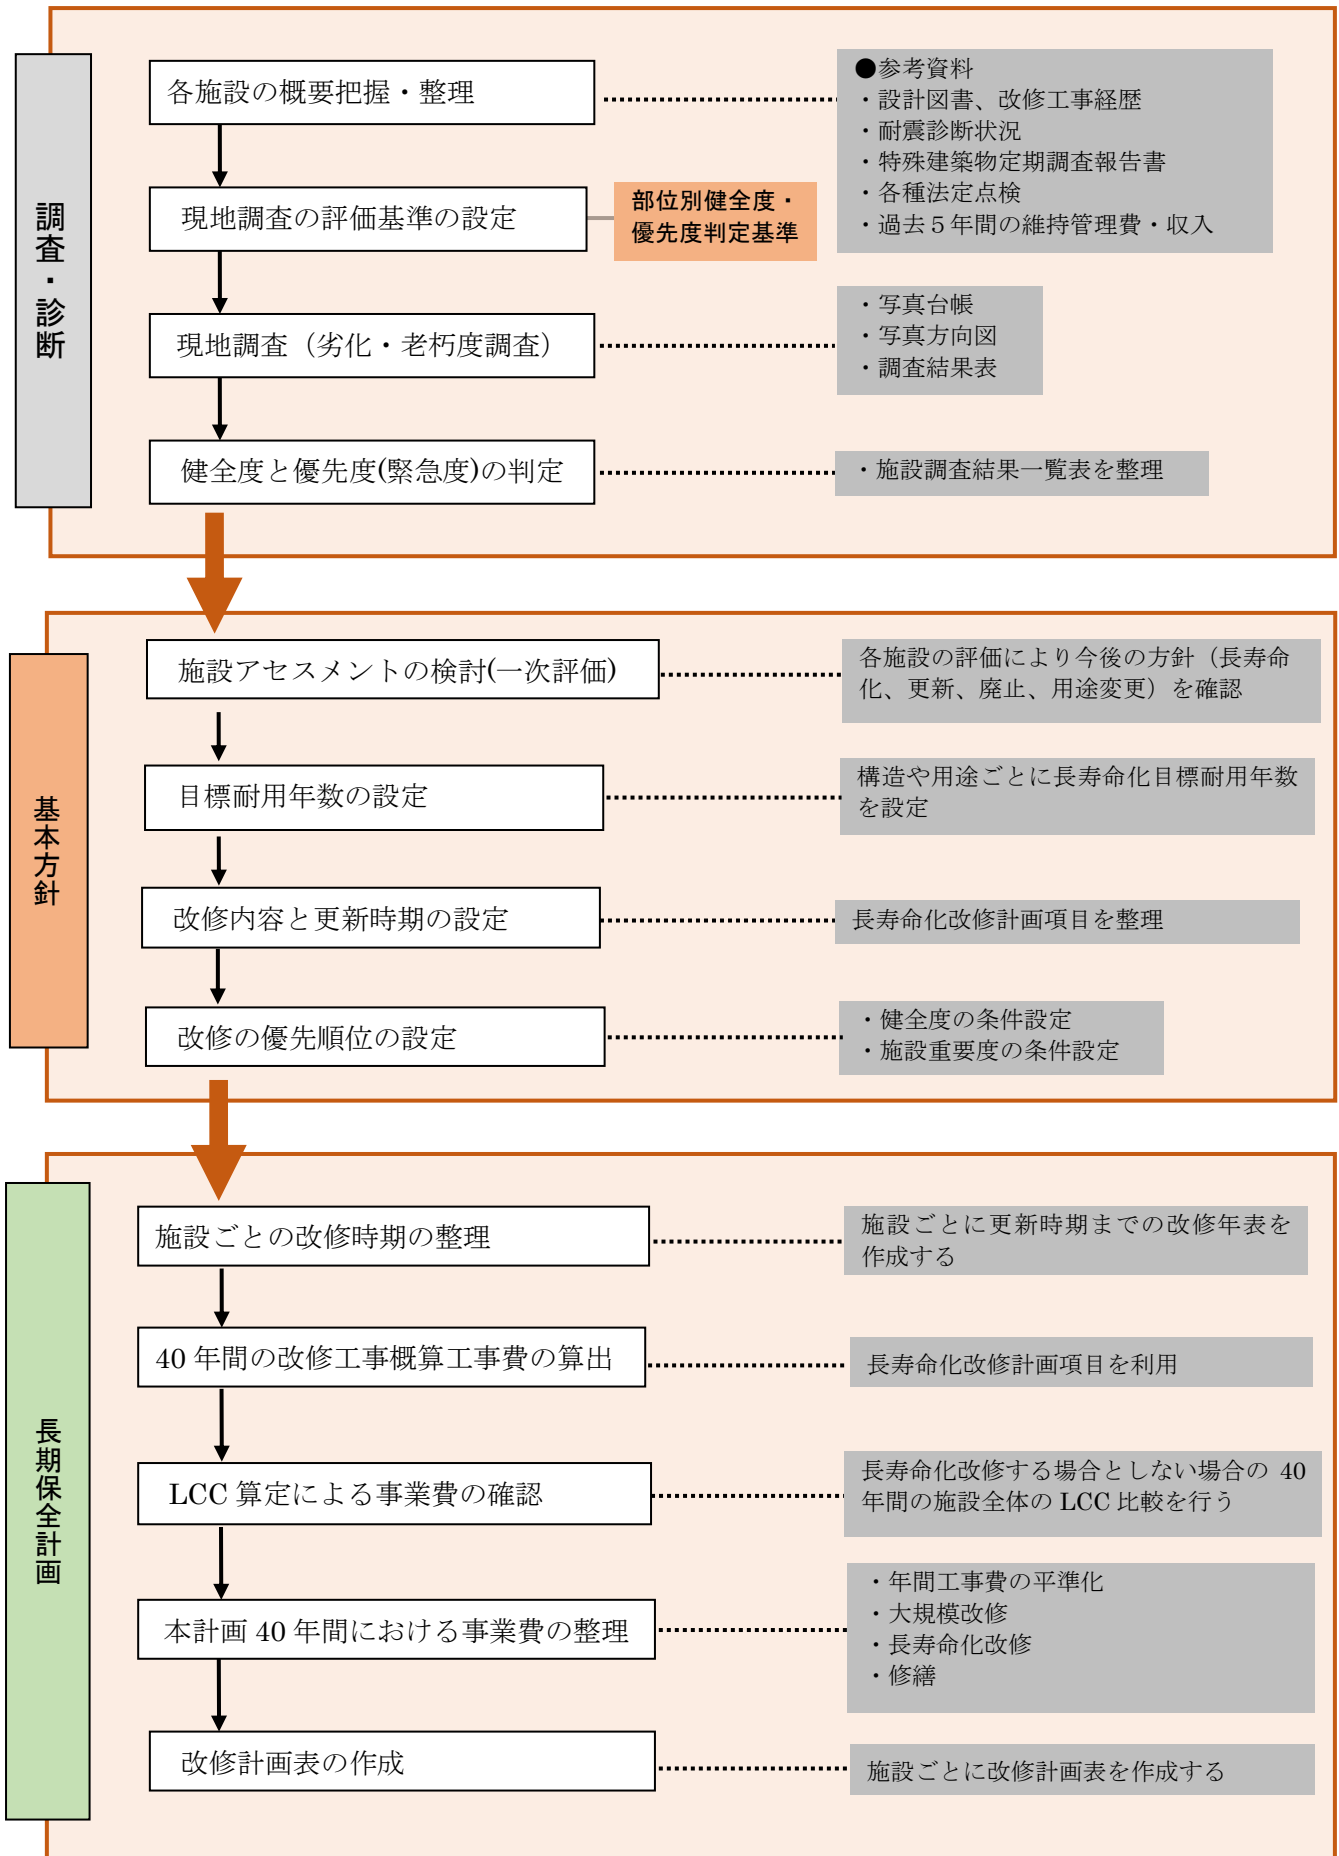 調査・診断
各施設の概要把握・整理
●参考資料
・設計図書、改修工事経歴
・耐震診断状況
・特殊建築物定期調査報告書
・各種法定点検
・過去５年間の維持管理費・収入
現地調査の評価基準の設定
部位別健全度・
優先度判定基準
現地調査（劣化・老朽度調査）
・写真台帳
・写真方向図
・調査結果表
健全度と優先度(緊急度)の判定
・施設調査結果一覧表を整理
基本方針
施設アセスメントの検討(一次評価)
各施設の評価により今後の方針（長寿命
化、更新、廃止、用途変更）を確認
目標耐用年数の設定
構造や用途ごとに長寿命化目標耐用年数
を設定
改修内容と更新時期の設定
長寿命化改修計画項目を整理
改修の優先順位の設定
・健全度の条件設定
・施設重要度の条件設定
長期保全計画
施設ごとの改修時期の整理
施設ごとに更新時期までの改修年表を
作成する
40 年間の改修工事概算工事費の算出
長寿命化改修計画項目を利用
LCC 算定による事業費の確認
長寿命化改修する場合としない場合の 40
年間の施設全体の LCC 比較を行う
本計画 40 年間における事業費の整理
・年間工事費の平準化
・大規模改修
・長寿命化改修
・修繕
改修計画表の作成
施設ごとに改修計画表を作成する